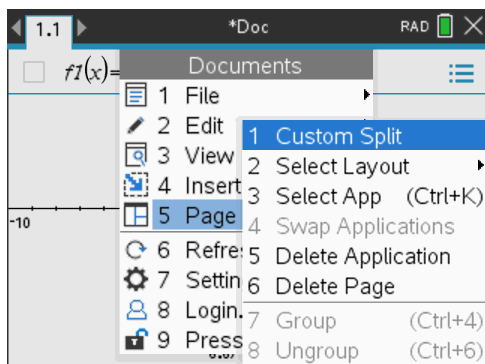 1.1 *Doc RAD
f1(x)=
Documents
1 File
2 Edit
3 View
4 Insert
5 Page
6
7
8 Login.
9 Press
-10
1 Custom Split
2 Select Layout
3 Select App (Ctrl+K)
4 Swap Applications
5 Delete Application
6 Delete Page
7 Group (Ctrl+4)
8 Ungroup (Ctrl+6)